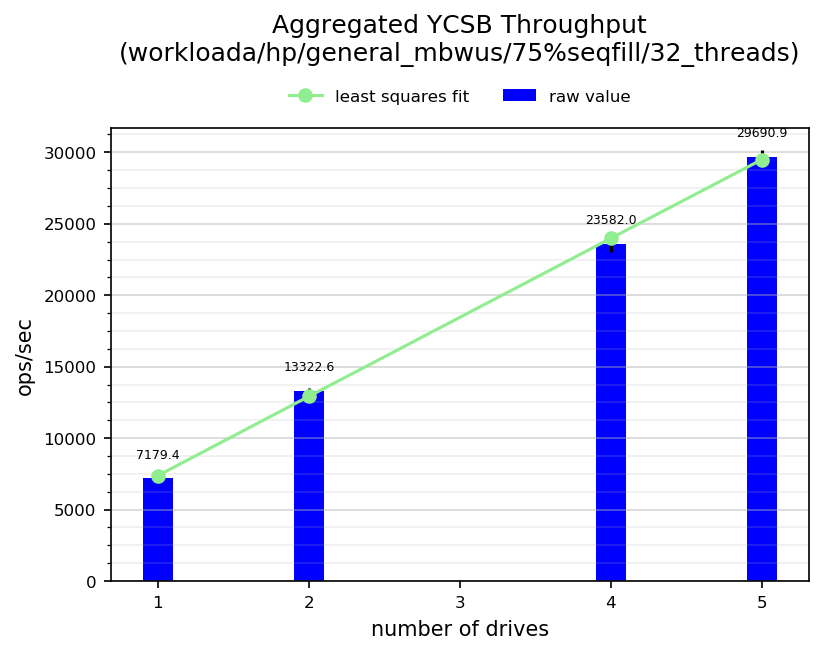 Aggregated YCSB Throughput
(workloada/hp/general_mbwus/75%seqfill/32_threads)
least squares fit raw value
29690.9
30000
25000
23582.0
20000
15000
13322.6
10000
7179.4
5000
0
ops/sec
1 2 3 4 5
number of drives